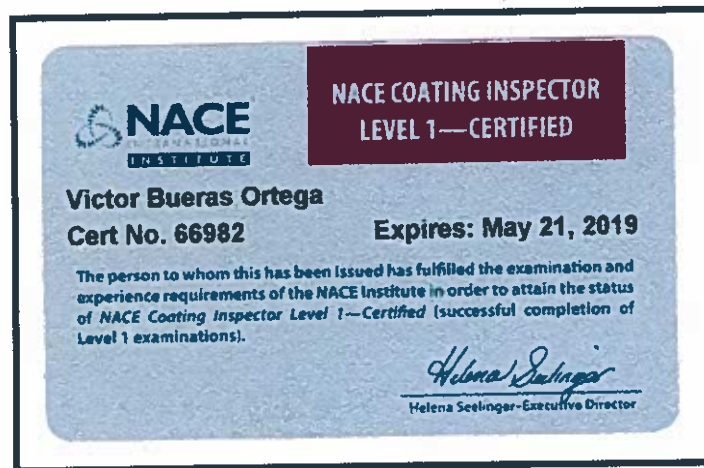 NACE
INTERNATIONAL
INSTITUTE
NACE COATING INSPECTOR
LEVEL 1—CERTIFIED
Victor Bueras Ortega
Cert No. 66982
Expires: May 21, 2019
The person to whom this has been issued has fulfilled the examination and
experience requirements of the NACE Institute in order to attain the status
of NACE Coating Inspector Level 1—Certified (successful completion of
Level 1 examinations).
Helena Seelinger
Helena Seelinger-Executive Director